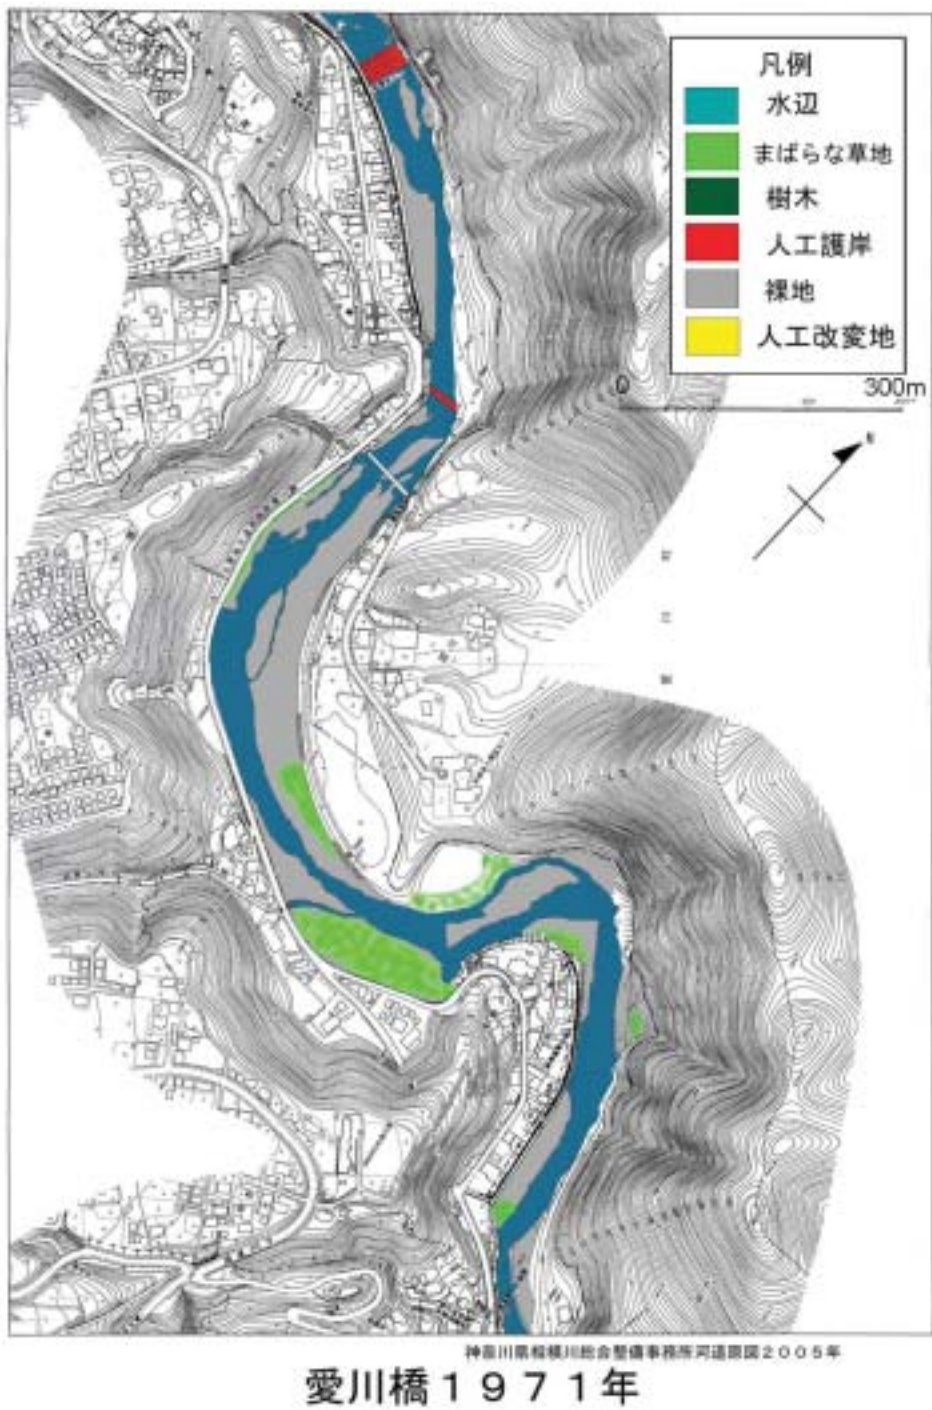 凡例
水辺
まばらな草地
樹木
人工護岸
裸地
人工改変地
0 300m
神奈川県相模川総合整備事務所河道原図2005年
愛川橋1971年